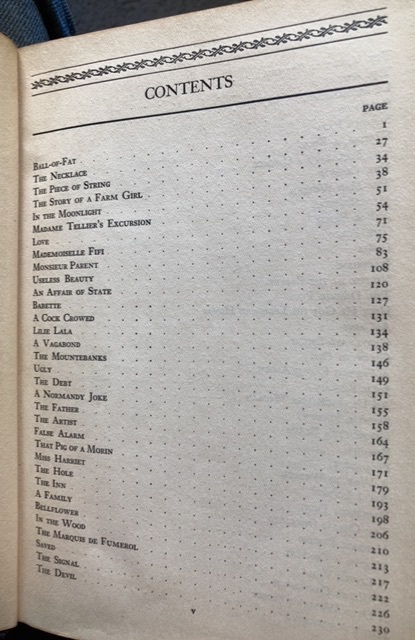 CONTENTS
PAGE
BALL-OF-FAT 1
THE NECKLACE 27
THE PIECE OF STRING 34
THE STORY OF A FARM GIRL 38
IN THE MOONLIGHT 51
MADAME TELLIER'S EXCURSION 54
LOVE 71
MADEMOISELLE FIFI 75
MONSIEUR PARENT 83
USELESS BEAUTY 108
AN AFFAIR OF STATE 120
BABETTE 127
A COCK CROWED 131
LILIE LALA 134
A VAGABOND 138
THE MOUNTEBANKS 146
UGLY 149
THE DEBT 151
A NORMANDY JOKE 155
THE FATHER 158
THE ARTIST 164
FALSE ALARM 167
THAT PIG OF A MORIN 171
MISS HARRIET 179
THE HOLE 193
THE INN 198
A FAMILY 206
BELLFLOWER 210
IN THE WOOD 213
THE MARQUIS DE FUMEROL 217
SAVED 222
THE SIGNAL 226
THE DEVIL 230
v